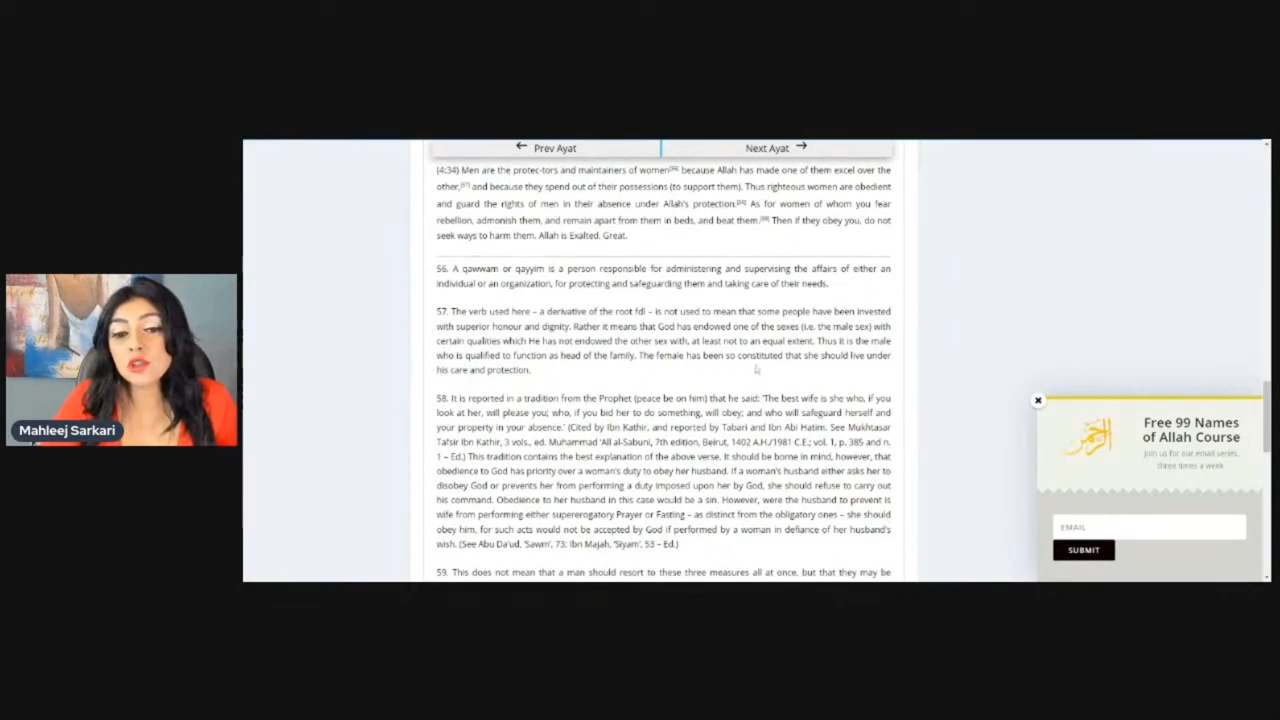 ← Prev Ayat
Next Ayat →
(4:34) Men are the protec-tors and maintainers of women[56] because Allah has made one of them excel over the
other,[57] and because they spend out of their possessions (to support them). Thus righteous women are obedient
and guard the rights of men in their absence under Allah's protection.[58] As for women of whom you fear
rebellion, admonish them, and remain apart from them in beds, and beat them.[59] Then if they obey you, do not
seek ways to harm them. Allah is Exalted, Great.
56. A qawwam or qayyim is a person responsible for administering and supervising the affairs of either an
individual or an organization, for protecting and safeguarding them and taking care of their needs.
57. The verb used here – a derivative of the root fdl – is not used to mean that some people have been invested
with superior honour and dignity. Rather it means that God has endowed one of the sexes (i.e. the male sex) with
certain qualities which He has not endowed the other sex with, at least not to an equal extent. Thus it is the male
who is qualified to function as head of the family. The female has been so constituted that she should live under
his care and protection.
58. It is reported in a tradition from the Prophet (peace be on him) that he said: 'The best wife is she who, if you
look at her, will please you; who, if you bid her to do something, will obey; and who will safeguard herself and
your property in your absence.' (Cited by Ibn Kathir, and reported by Tabari and Ibn Abi Hatim. See Mukhtasar
Tafsir Ibn Kathir, 3 vols., ed. Muhammad 'All al-Sabuni, 7th edition, Beirut, 1402 A.H./1981 C.E.; vol. 1, p. 385 and n.
1 – Ed.) This tradition contains the best explanation of the above verse. It should be borne in mind, however, that
obedience to God has priority over a woman's duty to obey her husband. If a woman's husband either asks her to
disobey God or prevents her from performing a duty imposed upon her by God, she should refuse to carry out
his command. Obedience to her husband in this case would be a sin. However, were the husband to prevent is
wife from performing either supererogatory Prayer or Fasting – as distinct from the obligatory ones – she should
obey him, for such acts would not be accepted by God if performed by a woman in defiance of her husband's
wish. (See Abu Da'ud, 'Sawm', 73; Ibn Majah, 'Siyam', 53 – Ed.)
59. This does not mean that a man should resort to these three measures all at once, but that they may be
Mahleej Sarkari
الرحمن
Free 99 Names
of Allah Course
Join us for our email series,
three times a week
EMAIL
SUBMIT